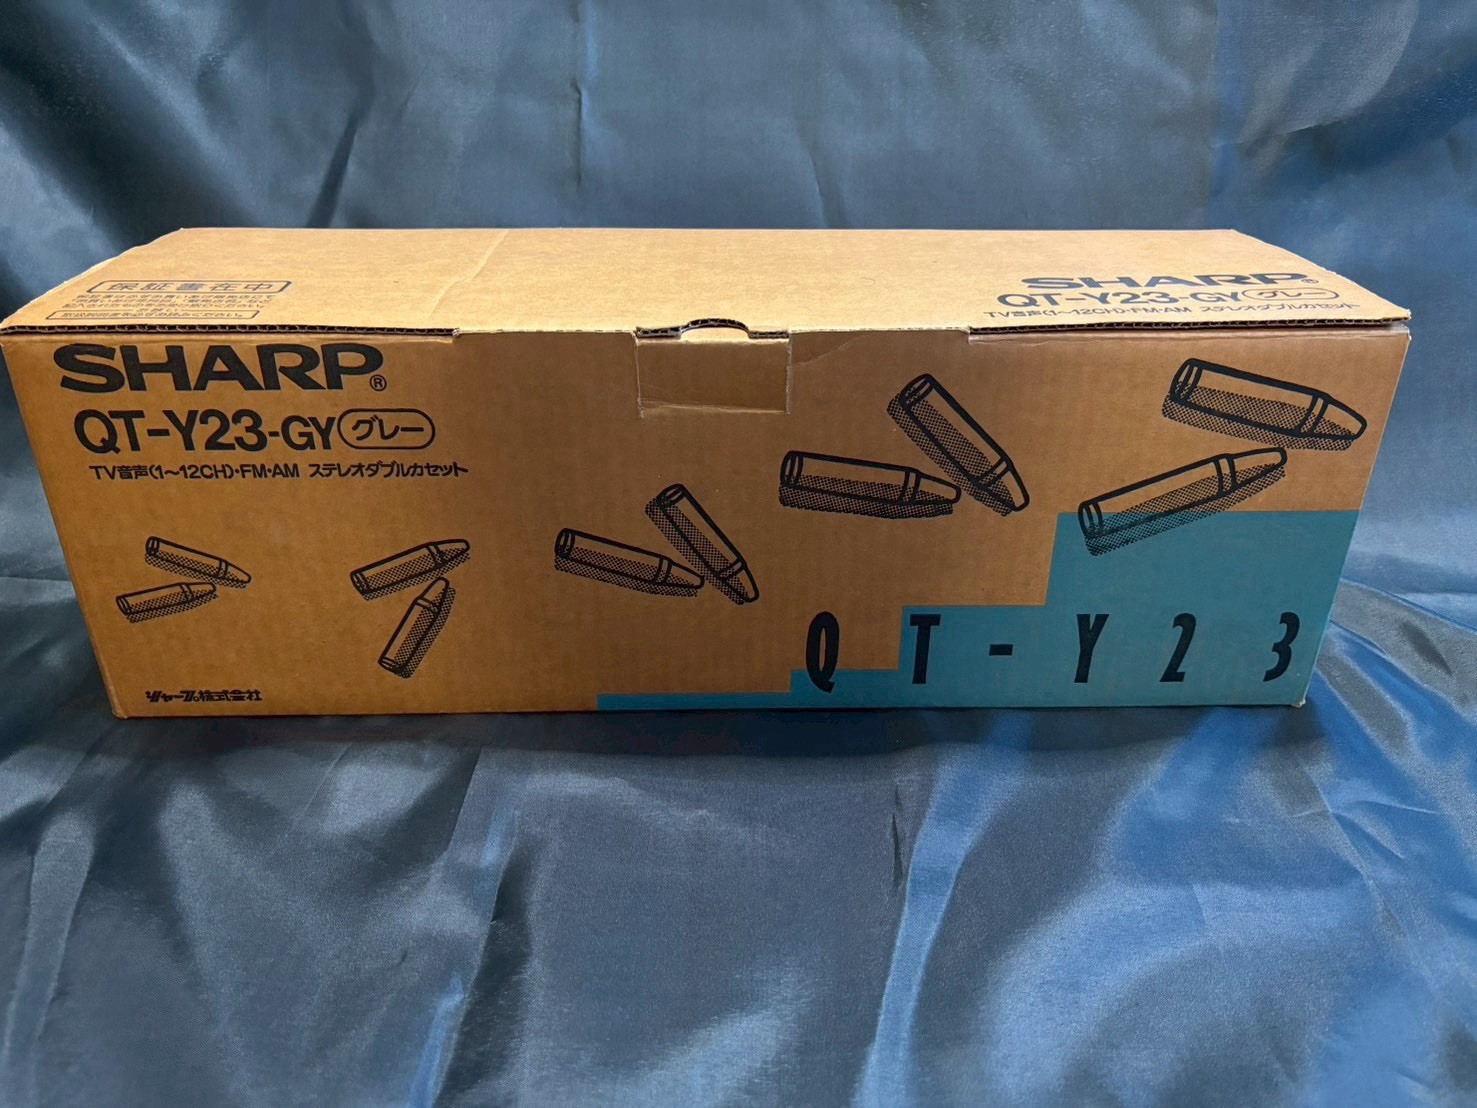 保証書在中
SHARP®
QT-Y23-GY グレー
TV音声(1〜12CH)・FM・AM ステレオダブルカセット
SHARP®
QT-Y23-GY グレー
TV音声(1〜12CH)・FM・AM ステレオダブルカセット
QT-Y23
シャープ株式会社